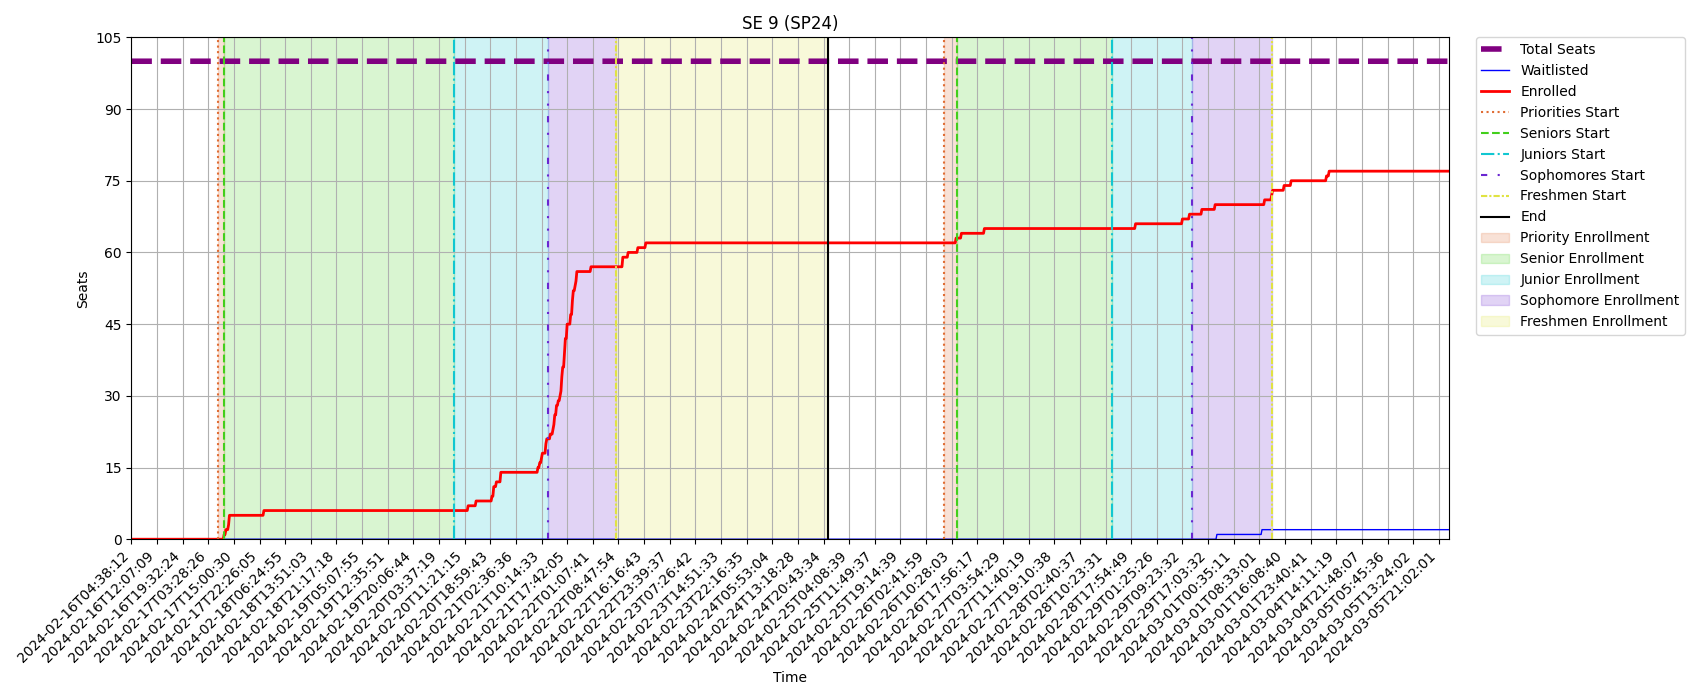 SE 9 (SP24)
105
90
75
60
45
30
15
0
Seats
2024-02-16T04:38:12
2024-02-16T12:07:09
2024-02-16T19:32:24
2024-02-17T03:28:26
2024-02-17T15:00:30
2024-02-17T22:26:05
2024-02-18T06:24:55
2024-02-18T13:51:03
2024-02-18T21:17:18
2024-02-19T05:07:55
2024-02-19T12:35:51
2024-02-19T20:06:44
2024-02-20T03:37:19
2024-02-20T11:21:15
2024-02-20T18:59:43
2024-02-21T02:36:36
2024-02-21T10:14:33
2024-02-21T17:42:05
2024-02-22T01:07:41
2024-02-22T08:47:54
2024-02-22T16:16:43
2024-02-22T23:39:37
2024-02-23T07:26:42
2024-02-23T14:51:33
2024-02-23T22:16:35
2024-02-24T05:53:04
2024-02-24T13:18:28
2024-02-24T20:43:34
2024-02-25T04:08:39
2024-02-25T11:49:37
2024-02-25T19:14:39
2024-02-26T02:41:59
2024-02-26T10:28:03
2024-02-26T17:56:17
2024-02-27T03:54:29
2024-02-27T11:40:19
2024-02-27T19:10:38
2024-02-28T02:40:37
2024-02-28T10:23:31
2024-02-28T17:54:49
2024-02-29T01:25:26
2024-02-29T09:23:32
2024-02-29T17:03:32
2024-03-01T00:35:11
2024-03-01T08:33:01
2024-03-01T16:08:40
2024-03-01T23:40:41
2024-03-04T14:11:19
2024-03-04T21:48:07
2024-03-05T05:45:36
2024-03-05T13:24:02
2024-03-05T21:02:01
Time
Total Seats
Waitlisted
Enrolled
Priorities Start
Seniors Start
Juniors Start
Sophomores Start
Freshmen Start
End
Priority Enrollment
Senior Enrollment
Junior Enrollment
Sophomore Enrollment
Freshmen Enrollment